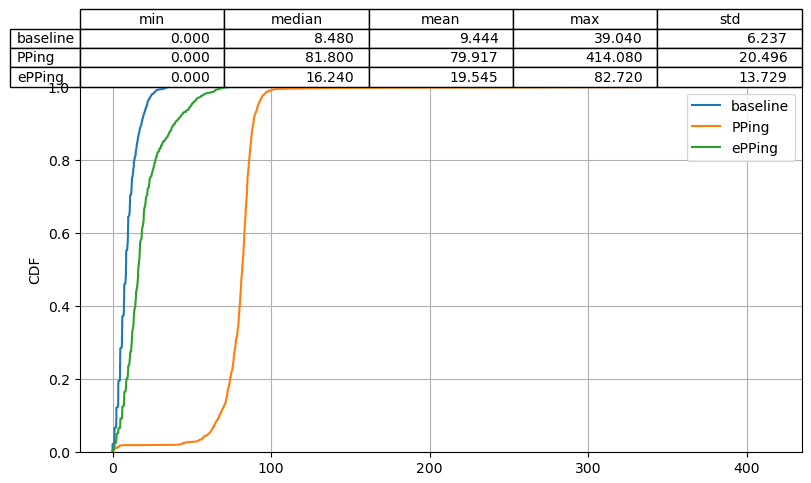 min median mean max std
baseline 0.000 8.480 9.444 39.040 6.237
PPing 0.000 81.800 79.917 414.080 20.496
ePPing 0.000 16.240 19.545 82.720 13.729
1.0
baseline
PPing
ePPing
0.8
0.6
CDF
0.4
0.2
0.0
0 100 200 300 400